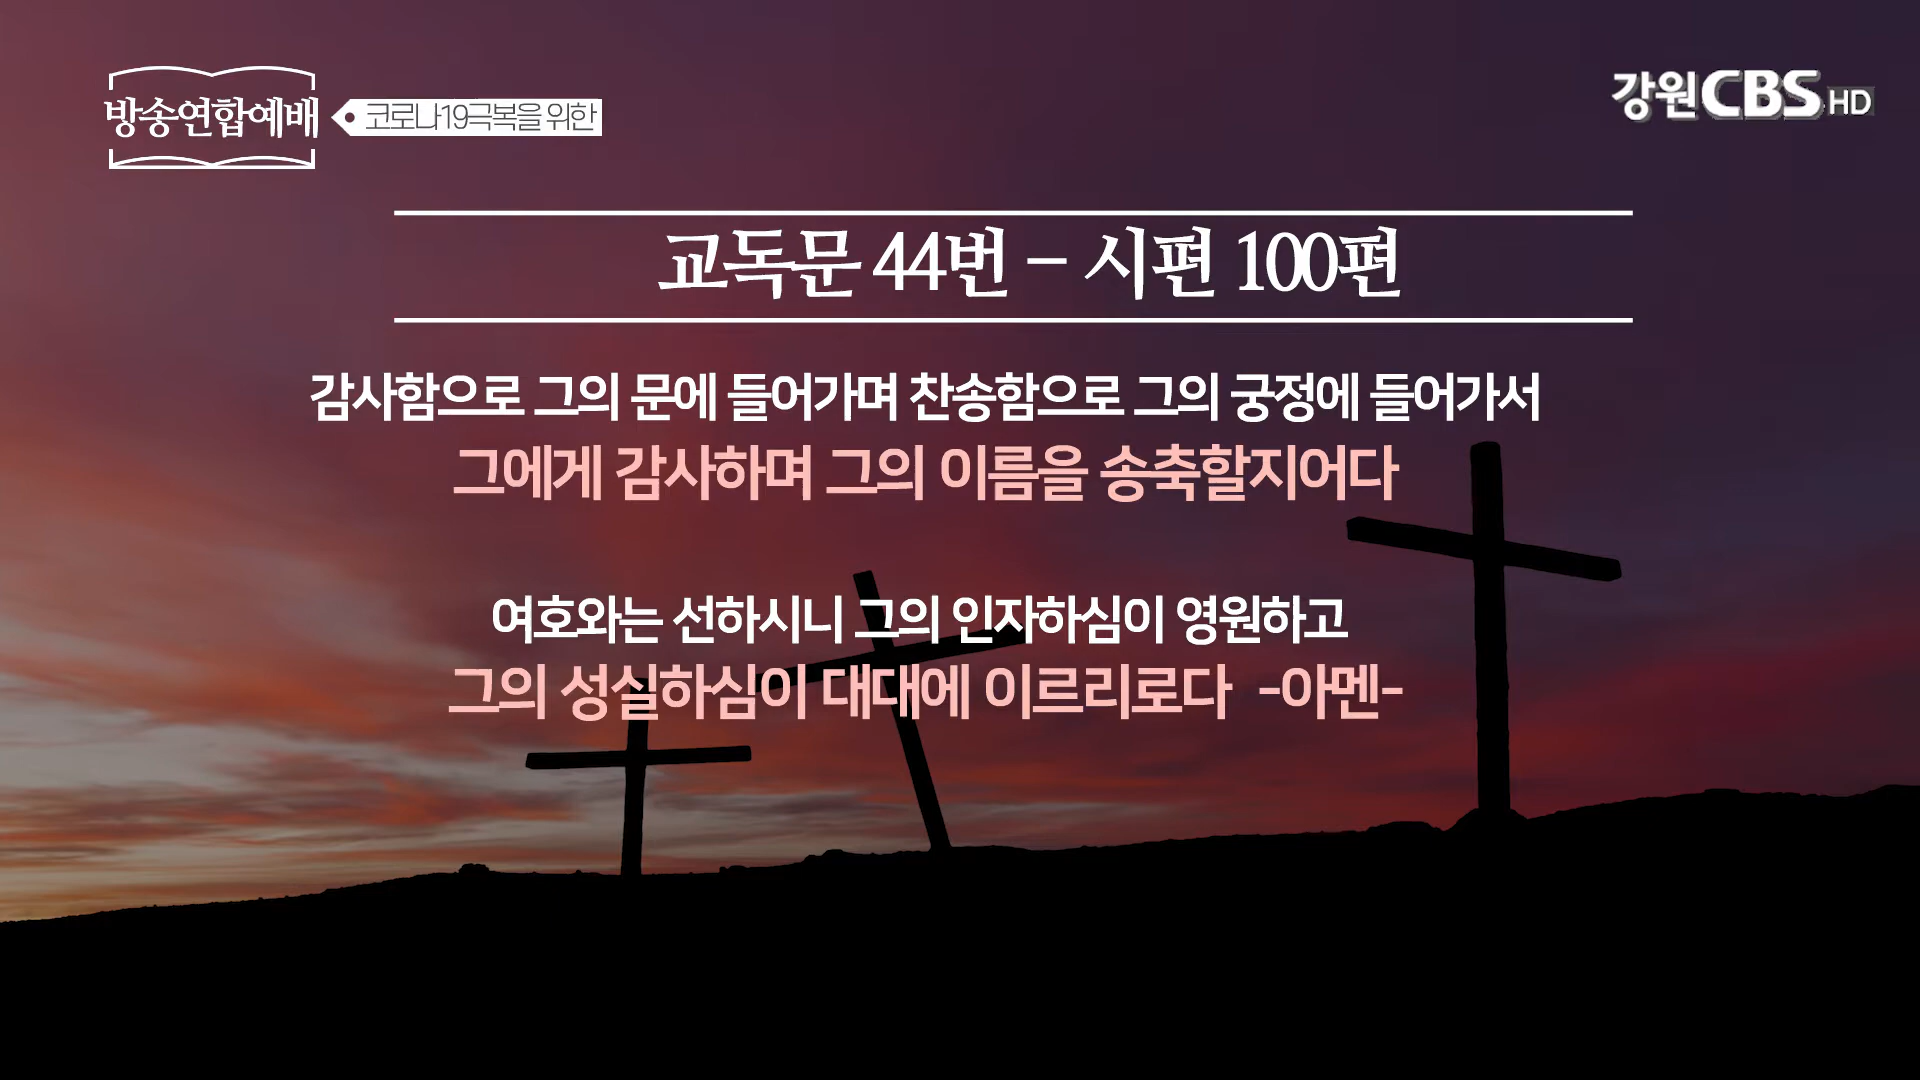 방송연합예배
코로나19극복을 위한
강원CBS HD
교독문 44번 - 시편 100편
감사함으로 그의 문에 들어가며 찬송함으로 그의 궁정에 들어가서
그에게 감사하며 그의 이름을 송축할지어다
여호와는 선하시니 그의 인자하심이 영원하고
그의 성실하심이 대대에 이르리로다 -아멘-